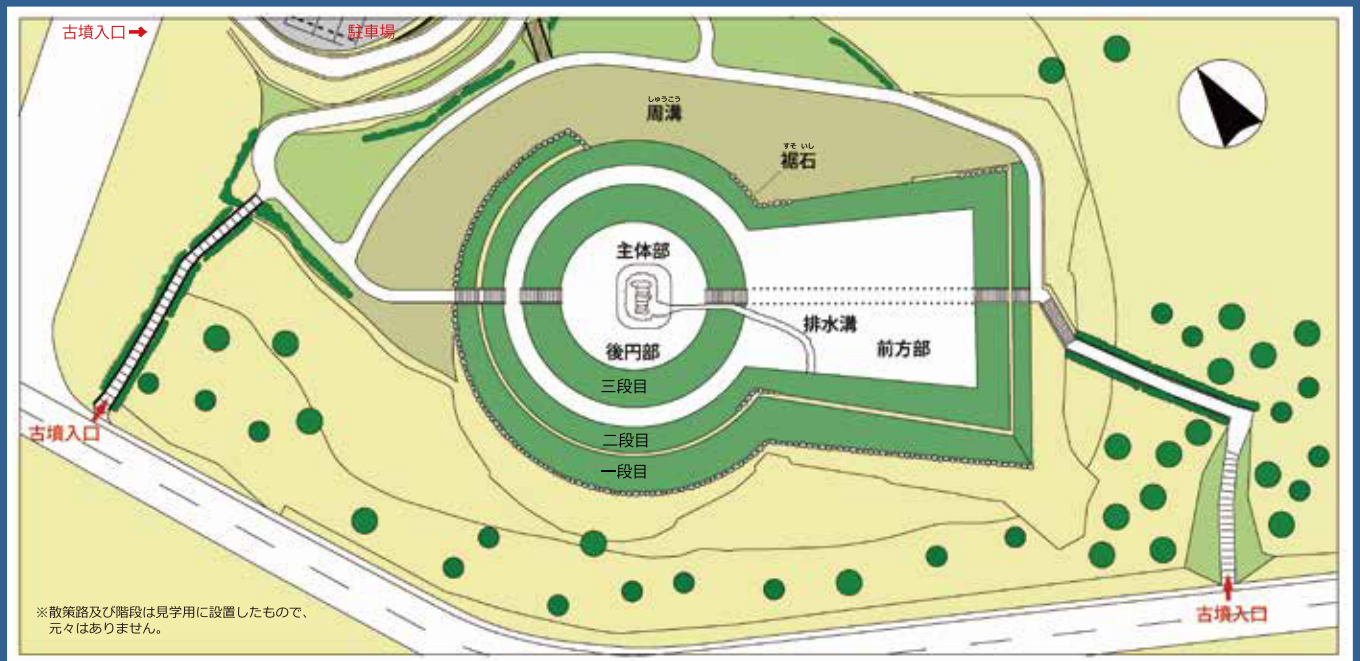 古墳入口
駐車場
しゅうこう
周溝
すそ いし
裾石
主体部
排水溝
後円部
前方部
三段目
古墳入口
二段目
一段目
※散策路及び階段は見学用に設置したもので、
元々はありません。
古墳入口